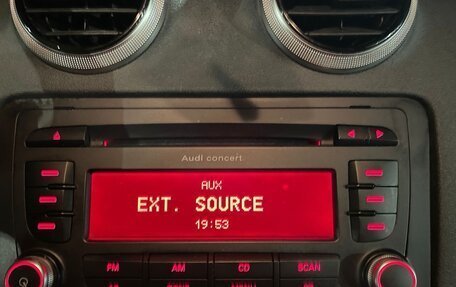 Audi concert
AUX
EXT. SOURCE
19:53
FM AM CD SCAN